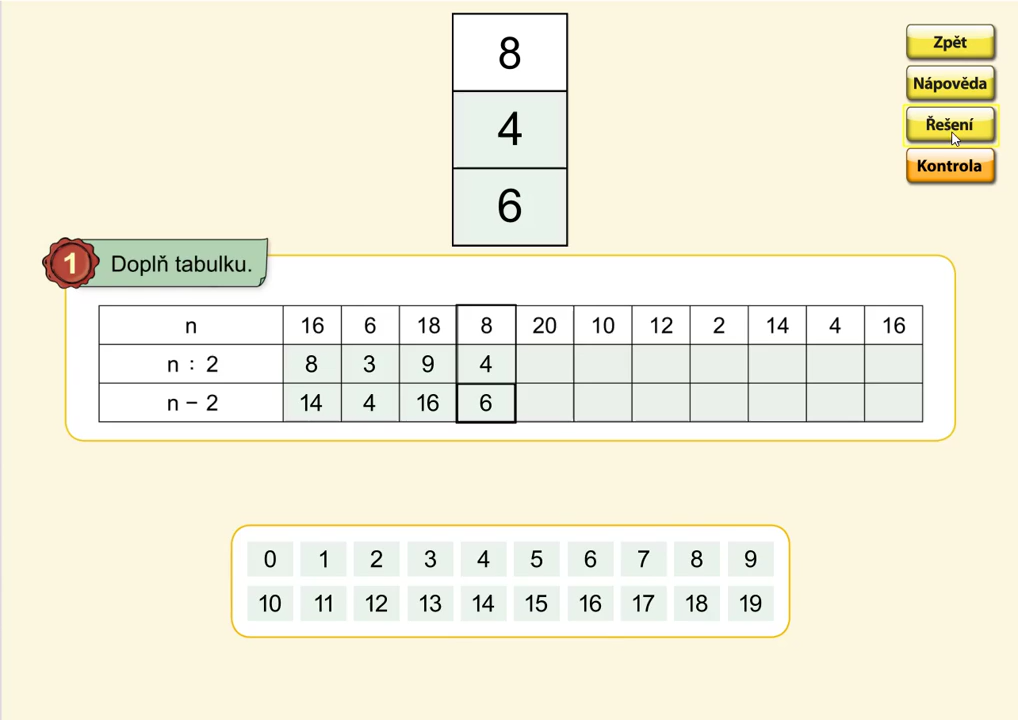 8
4
6
Zpět
Nápověda
Řešení
Kontrola
1 Doplň tabulku.
n 16 6 18 8 20 10 12 2 14 4 16
n : 2 8 3 9 4
n − 2 14 4 16 6
0 1 2 3 4 5 6 7 8 9
10 11 12 13 14 15 16 17 18 19